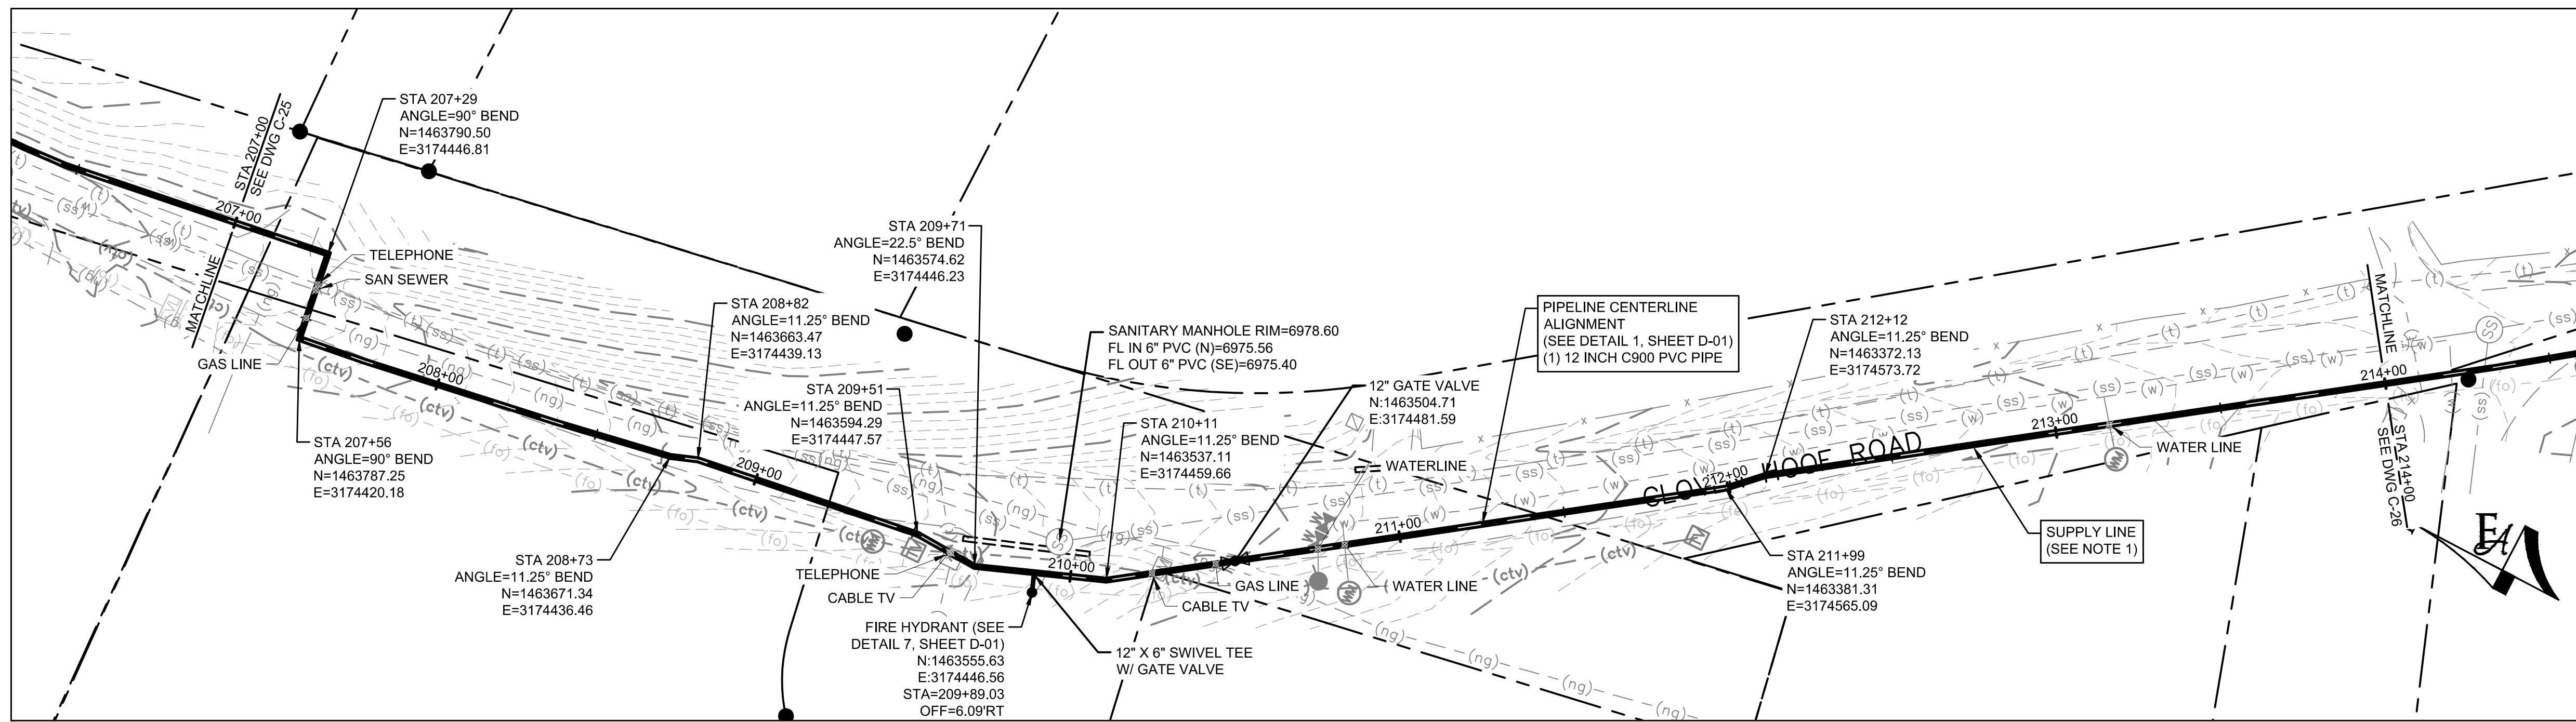 STA 207+00
SEE DWG C-25
MATCHLINE
207+00
STA 207+29
ANGLE=90° BEND
N=1463790.50
E=3174446.81
TELEPHONE
SAN SEWER
GAS LINE
STA 207+56
ANGLE=90° BEND
N=1463787.25
E=3174420.18
208+00
STA 208+73
ANGLE=11.25° BEND
N=1463671.34
E=3174436.46
STA 208+82
ANGLE=11.25° BEND
N=1463663.47
E=3174439.13
209+00
STA 209+51
ANGLE=11.25° BEND
N=1463594.29
E=3174447.57
STA 209+71
ANGLE=22.5° BEND
N=1463574.62
E=3174446.23
TELEPHONE
CABLE TV
FIRE HYDRANT (SEE
DETAIL 7, SHEET D-01)
N:1463555.63
E:3174446.56
STA=209+89.03
OFF=6.09'RT
SANITARY MANHOLE RIM=6978.60
FL IN 6" PVC (N)=6975.56
FL OUT 6" PVC (SE)=6975.40
210+00
12" X 6" SWIVEL TEE
W/ GATE VALVE
STA 210+11
ANGLE=11.25° BEND
N=1463537.11
E=3174459.66
CABLE TV
GAS LINE
12" GATE VALVE
N:1463504.71
E:3174481.59
WATERLINE
WATER LINE
211+00
PIPELINE CENTERLINE
ALIGNMENT
(SEE DETAIL 1, SHEET D-01)
(1) 12 INCH C900 PVC PIPE
212+00
HOOF ROAD
STA 212+12
ANGLE=11.25° BEND
N=1463372.13
E=3174573.72
STA 211+99
ANGLE=11.25° BEND
N=1463381.31
E=3174565.09
213+00
SUPPLY LINE
(SEE NOTE 1)
WATER LINE
214+00
MATCHLINE
STA 214+00
SEE DWG C-26
(t)
(ss)
(w)
(ng)
(ctv)
(fo)